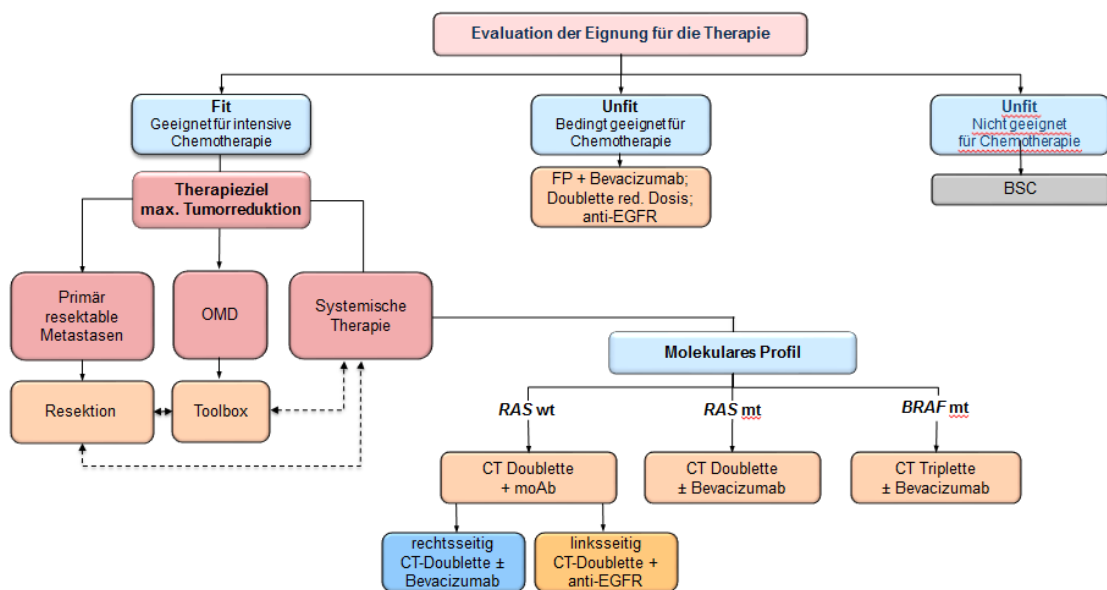 Evaluation der Eignung für die Therapie
Fit
Geeignet für intensive
Chemotherapie
Unfit
Bedingt geeignet für
Chemotherapie
Unfit
Nicht geeignet
für Chemotherapie
FP + Bevacizumab;
Doublette red. Dosis;
anti-EGFR
BSC
Therapieziel
max. Tumorreduktion
Primär
resektable
Metastasen
OMD
Systemische
Therapie
Resektion
Toolbox
Molekulares Profil
RAS wt
RAS mt
BRAF mt
CT Doublette
+ moAb
CT Doublette
± Bevacizumab
CT Triplette
± Bevacizumab
rechtsseitig
CT-Doublette ±
Bevacizumab
linksseitig
CT-Doublette +
anti-EGFR